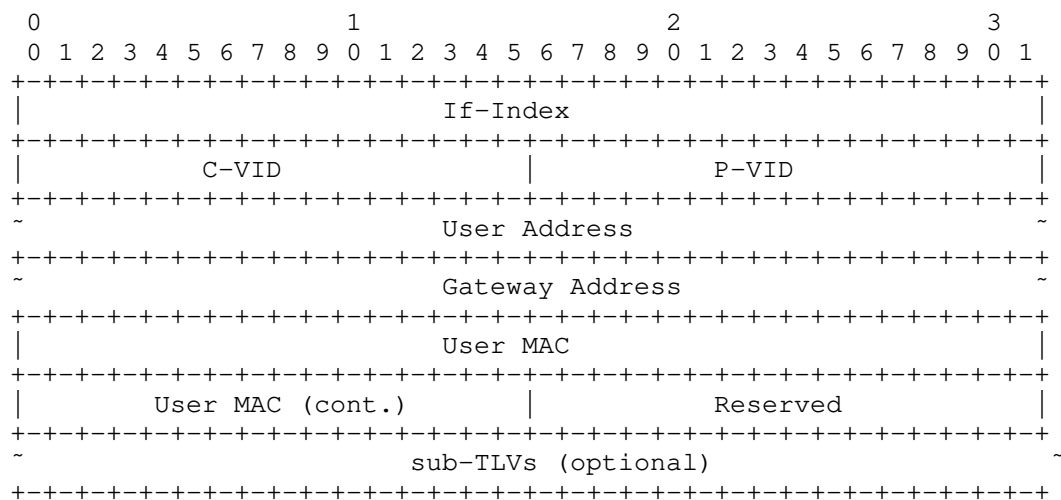 0                   1                   2                   3
 0 1 2 3 4 5 6 7 8 9 0 1 2 3 4 5 6 7 8 9 0 1 2 3 4 5 6 7 8 9 0 1
+-+-+-+-+-+-+-+-+-+-+-+-+-+-+-+-+-+-+-+-+-+-+-+-+-+-+-+-+-+-+-+-+
|                          If-Index                             |
+-+-+-+-+-+-+-+-+-+-+-+-+-+-+-+-+-+-+-+-+-+-+-+-+-+-+-+-+-+-+-+-+
|           C-VID               |           P-VID               |
+-+-+-+-+-+-+-+-+-+-+-+-+-+-+-+-+-+-+-+-+-+-+-+-+-+-+-+-+-+-+-+-+
~                          User Address                         ~
+-+-+-+-+-+-+-+-+-+-+-+-+-+-+-+-+-+-+-+-+-+-+-+-+-+-+-+-+-+-+-+-+
~                          Gateway Address                      ~
+-+-+-+-+-+-+-+-+-+-+-+-+-+-+-+-+-+-+-+-+-+-+-+-+-+-+-+-+-+-+-+-+
|                          User MAC                             |
+-+-+-+-+-+-+-+-+-+-+-+-+-+-+-+-+-+-+-+-+-+-+-+-+-+-+-+-+-+-+-+-+
|        User MAC (cont.)       |           Reserved            |
+-+-+-+-+-+-+-+-+-+-+-+-+-+-+-+-+-+-+-+-+-+-+-+-+-+-+-+-+-+-+-+-+
~                        sub-TLVs (optional)                     ~
+-+-+-+-+-+-+-+-+-+-+-+-+-+-+-+-+-+-+-+-+-+-+-+-+-+-+-+-+-+-+-+-+